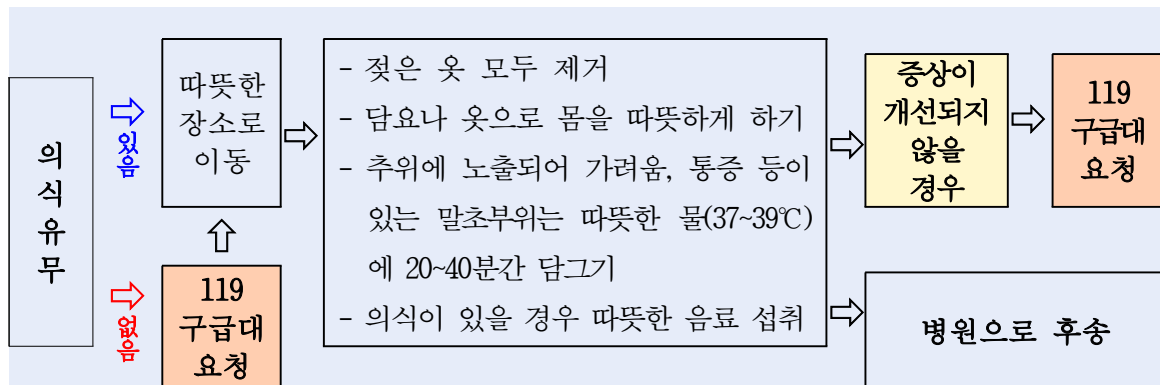 의식유무
있음
없음
따뜻한
장소로
이동
119
구급대
요청
- 젖은 옷 모두 제거
- 담요나 옷으로 몸을 따뜻하게 하기
- 추위에 노출되어 가려움, 통증 등이
있는 말초부위는 따뜻한 물(37~39℃)
에 20~40분간 담그기
- 의식이 있을 경우 따뜻한 음료 섭취
증상이
개선되지
않을
경우
119
구급대
요청
병원으로 후송